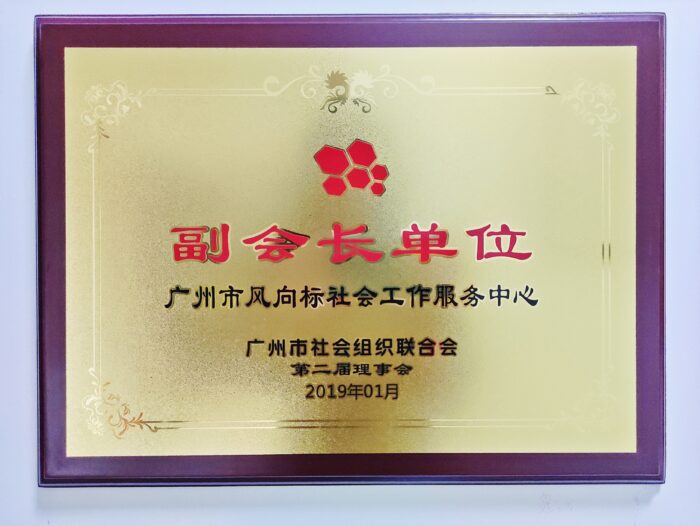 副会长单位
广州市风向标社会工作服务中心
广州市社会组织联合会
第二届理事会
2019年01月